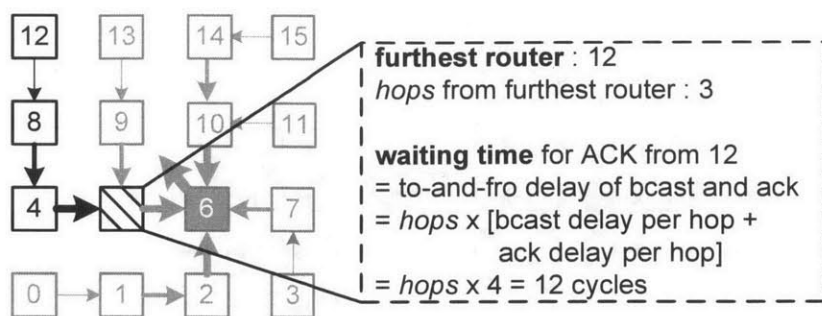 12 13 14 15
8 9 10 11
4 6 7
0 1 2 3
furthest router : 12
hops from furthest router : 3
waiting time for ACK from 12
= to-and-fro delay of bcast and ack
= hops x [bcast delay per hop +
ack delay per hop]
= hops x 4 = 12 cycles